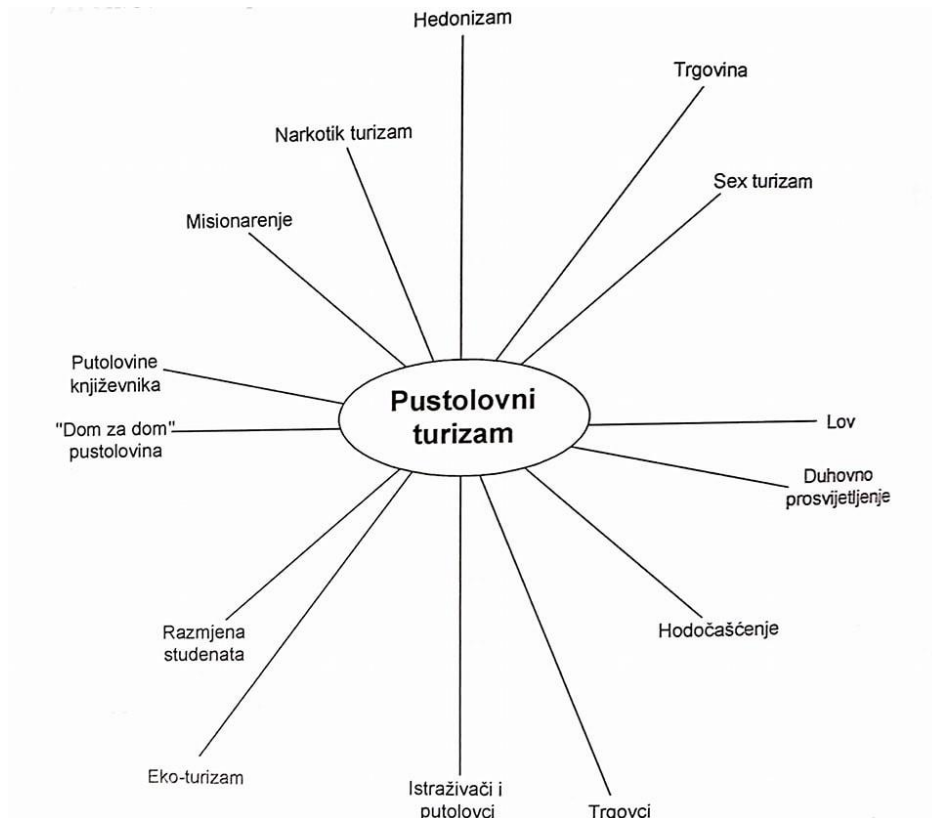 Hedonizam
Trgovina
Narkotik turizam
Sex turizam
Misionarenje
Putolovine
književnika
Pustolovni
turizam
"Dom za dom"
pustolovina
Lov
Duhovno
prosvijetljenje
Razmjena
studenata
Hodočašćenje
Eko-turizam
Istraživači i
putolovci
Trgovci